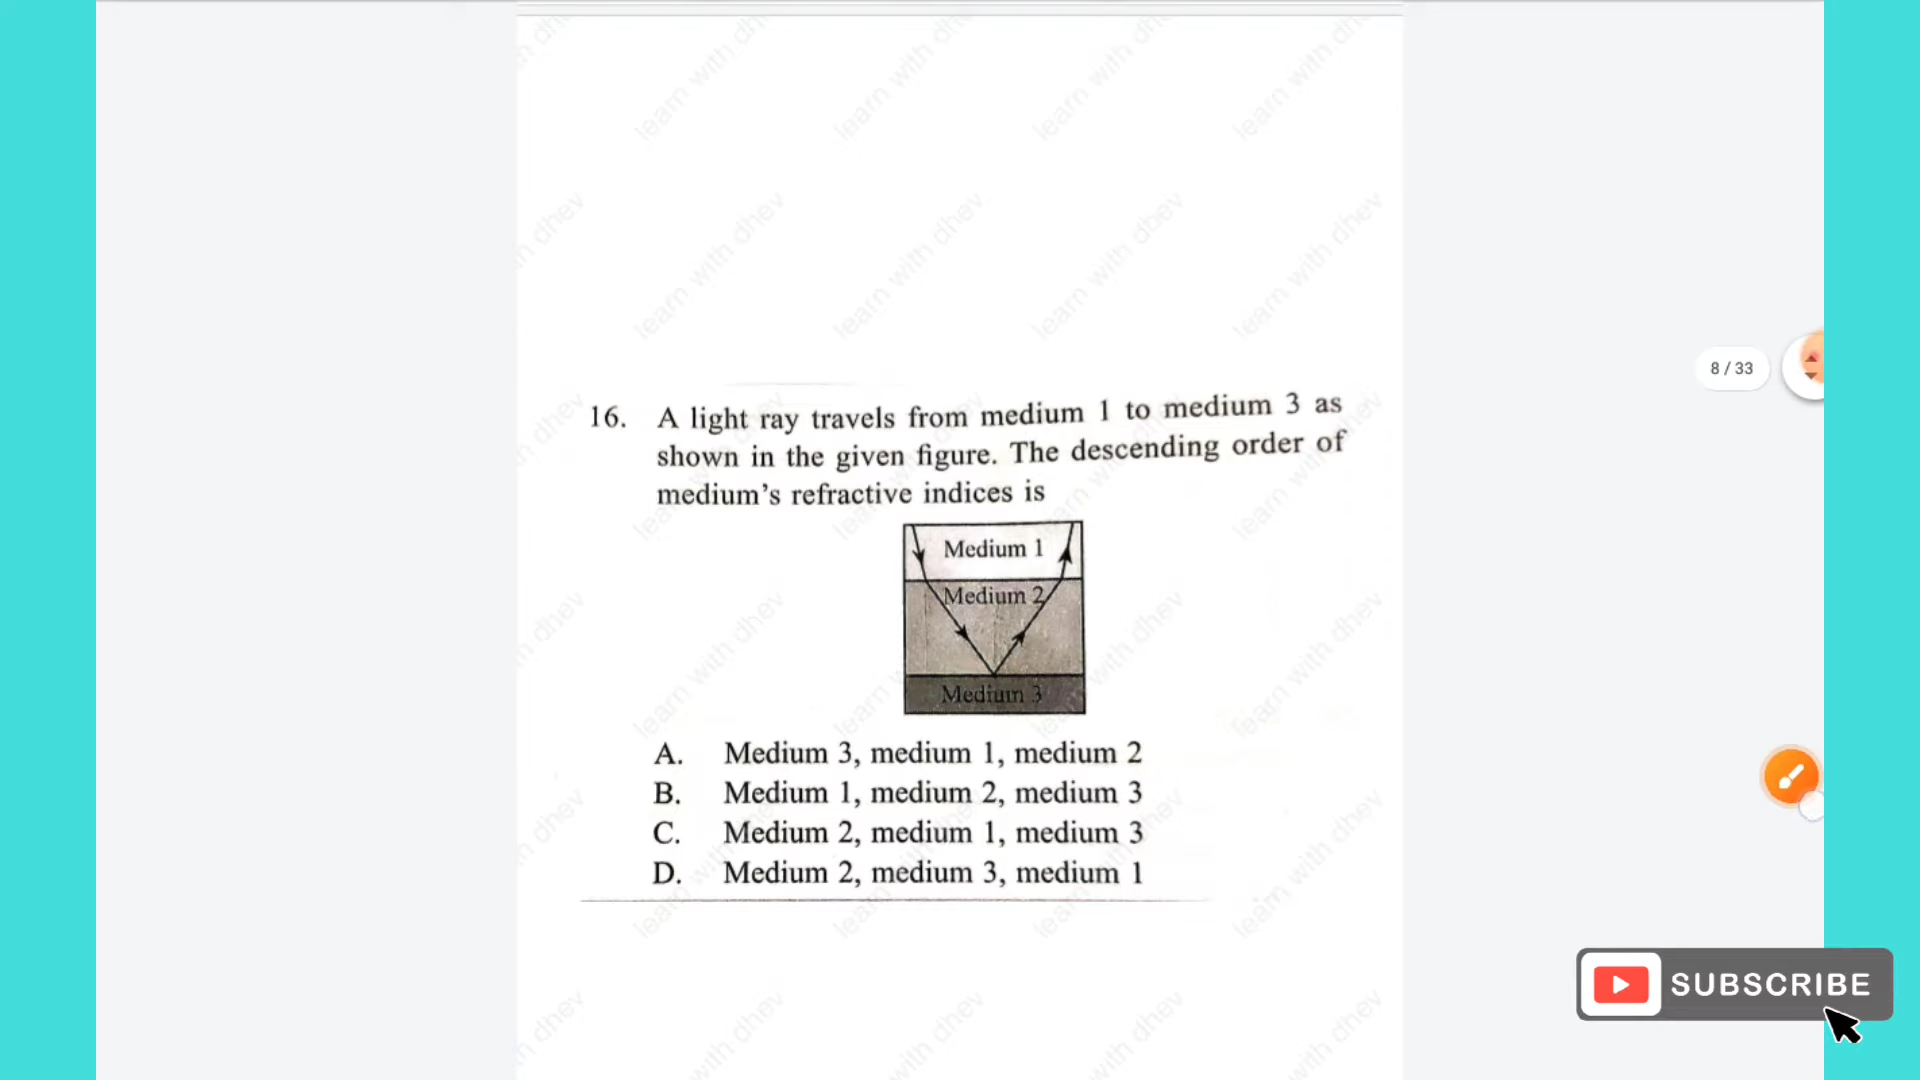 learn with dhev
8 / 33
16. A light ray travels from medium 1 to medium 3 as
shown in the given figure. The descending order of
medium's refractive indices is
Medium 1
Medium 2
Medium 3
A. Medium 3, medium 1, medium 2
B. Medium 1, medium 2, medium 3
C. Medium 2, medium 1, medium 3
D. Medium 2, medium 3, medium 1
SUBSCRIBE